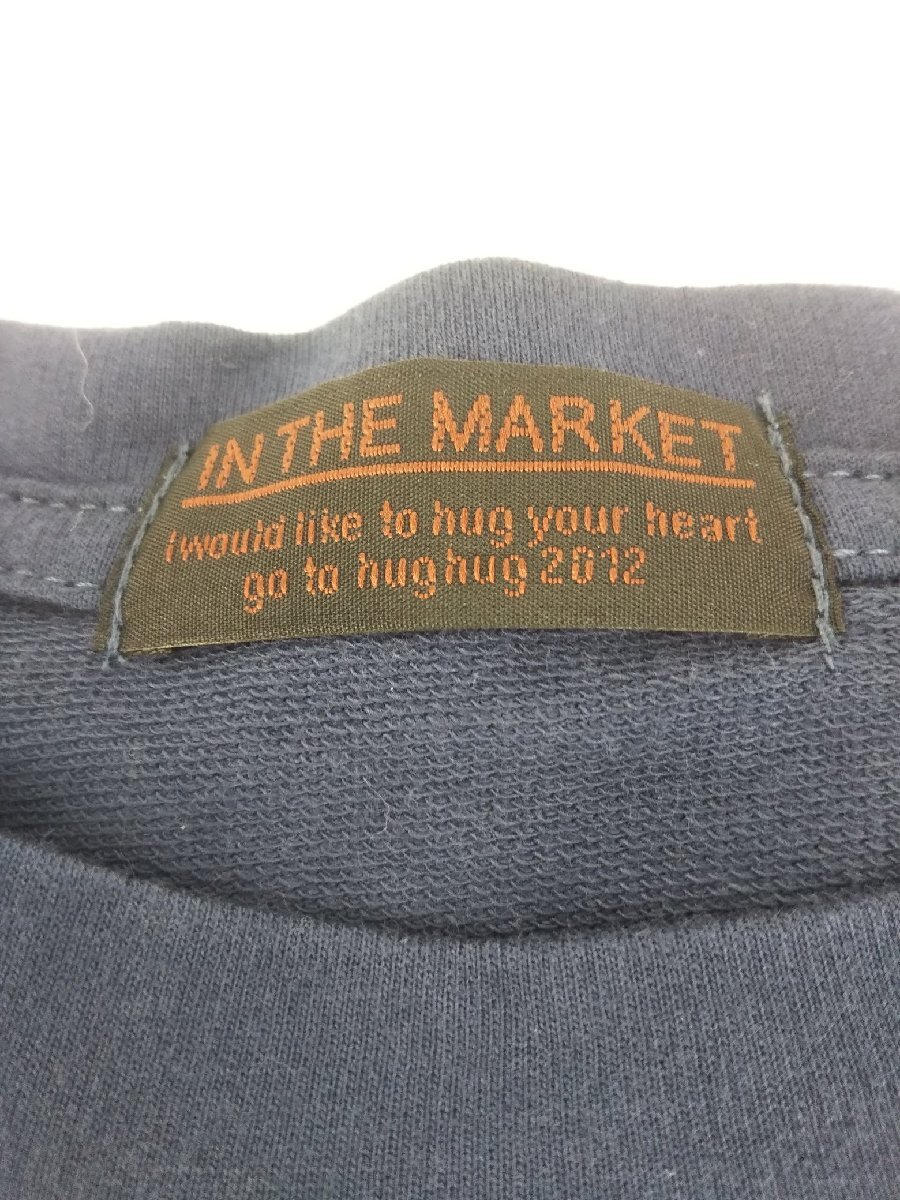 IN THE MARKET
I would like to hug your heart
go to hughug 2012